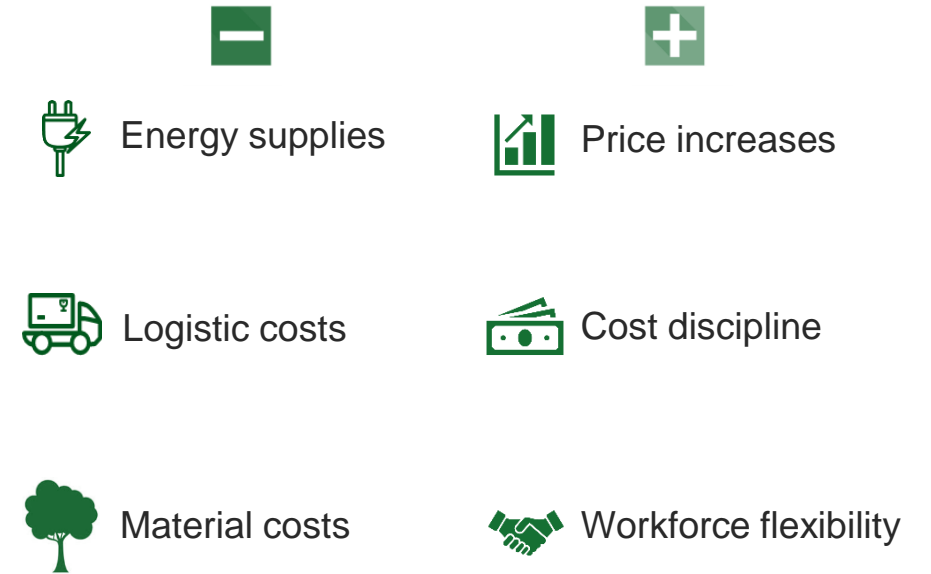 Energy supplies
Price increases
Logistic costs
Cost discipline
Material costs
Workforce flexibility